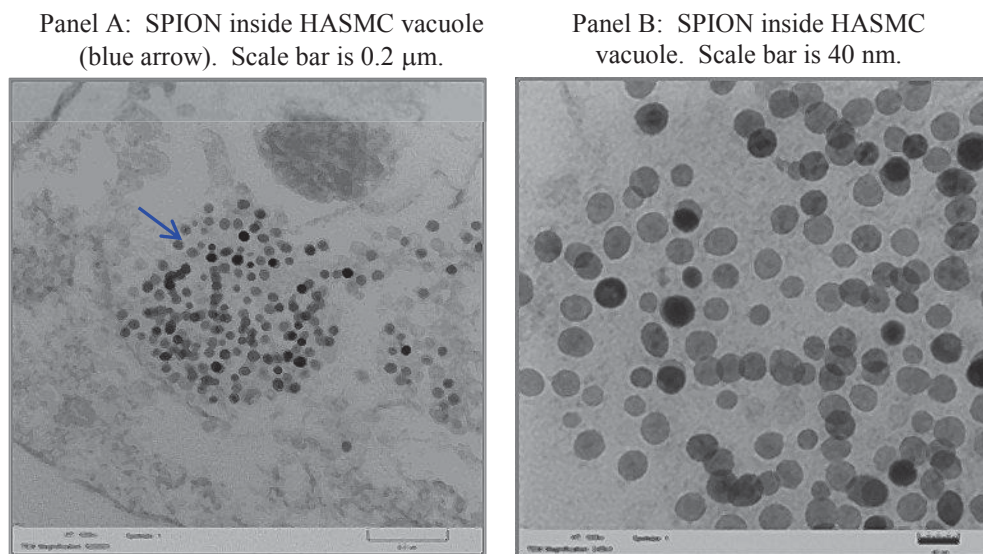 Panel A: SPION inside HASMC vacuole
(blue arrow). Scale bar is 0.2 μm.
Panel B: SPION inside HASMC
vacuole. Scale bar is 40 nm.